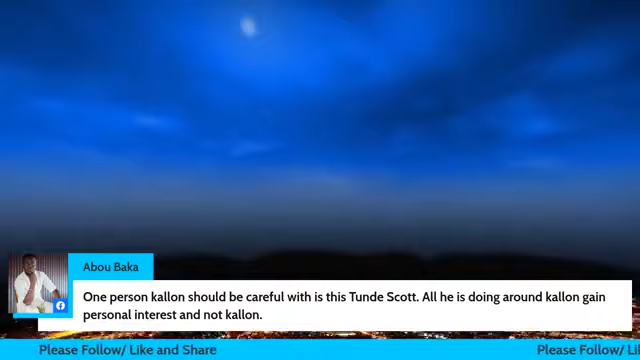 Abou Baka
One person kallon should be careful with is this Tunde Scott. All he is doing around kallon gain
personal interest and not kallon.
Please Follow/ Like and Share
Please Follow/ Li